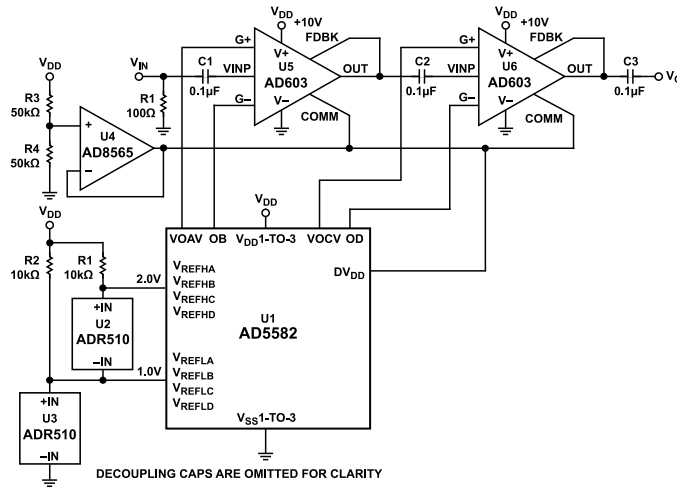 VDD
+10V
FDBK
G+
V+
U5
AD603
OUT
VINP
G–
V–
COMM
VDD
+10V
FDBK
G+
V+
U6
AD603
OUT
VINP
G–
V–
COMM
VIN
C1
0.1µF
R1
100Ω
C2
0.1µF
C3
0.1µF
VDD
R3
50kΩ
R4
50kΩ
+
U4
AD8565
–
VDD
R2
10kΩ
R1
10kΩ
2.0V
+IN
U2
ADR510
–IN
1.0V
+IN
U3
ADR510
–IN
VOAV OB VDD1-TO-3 VOCV OD
VDD
VREFHA
VREFHB
VREFHC
VREFHD
DVDD
U1
AD5582
VREFLA
VREFLB
VREFLC
VREFLD
VSS1-TO-3
DECOUPLING CAPS ARE OMITTED FOR CLARITY